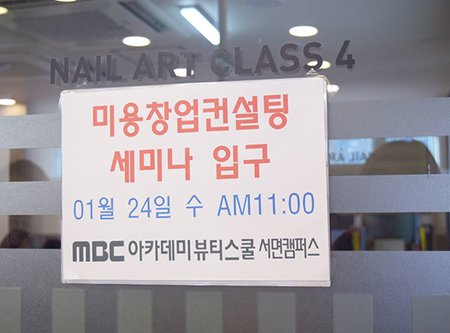 NAIL ART CLASS 4
미용창업컨설팅
세미나 입구
01월 24일 수 AM11:00
MBC 아카데미뷰티스쿨 서면캠퍼스